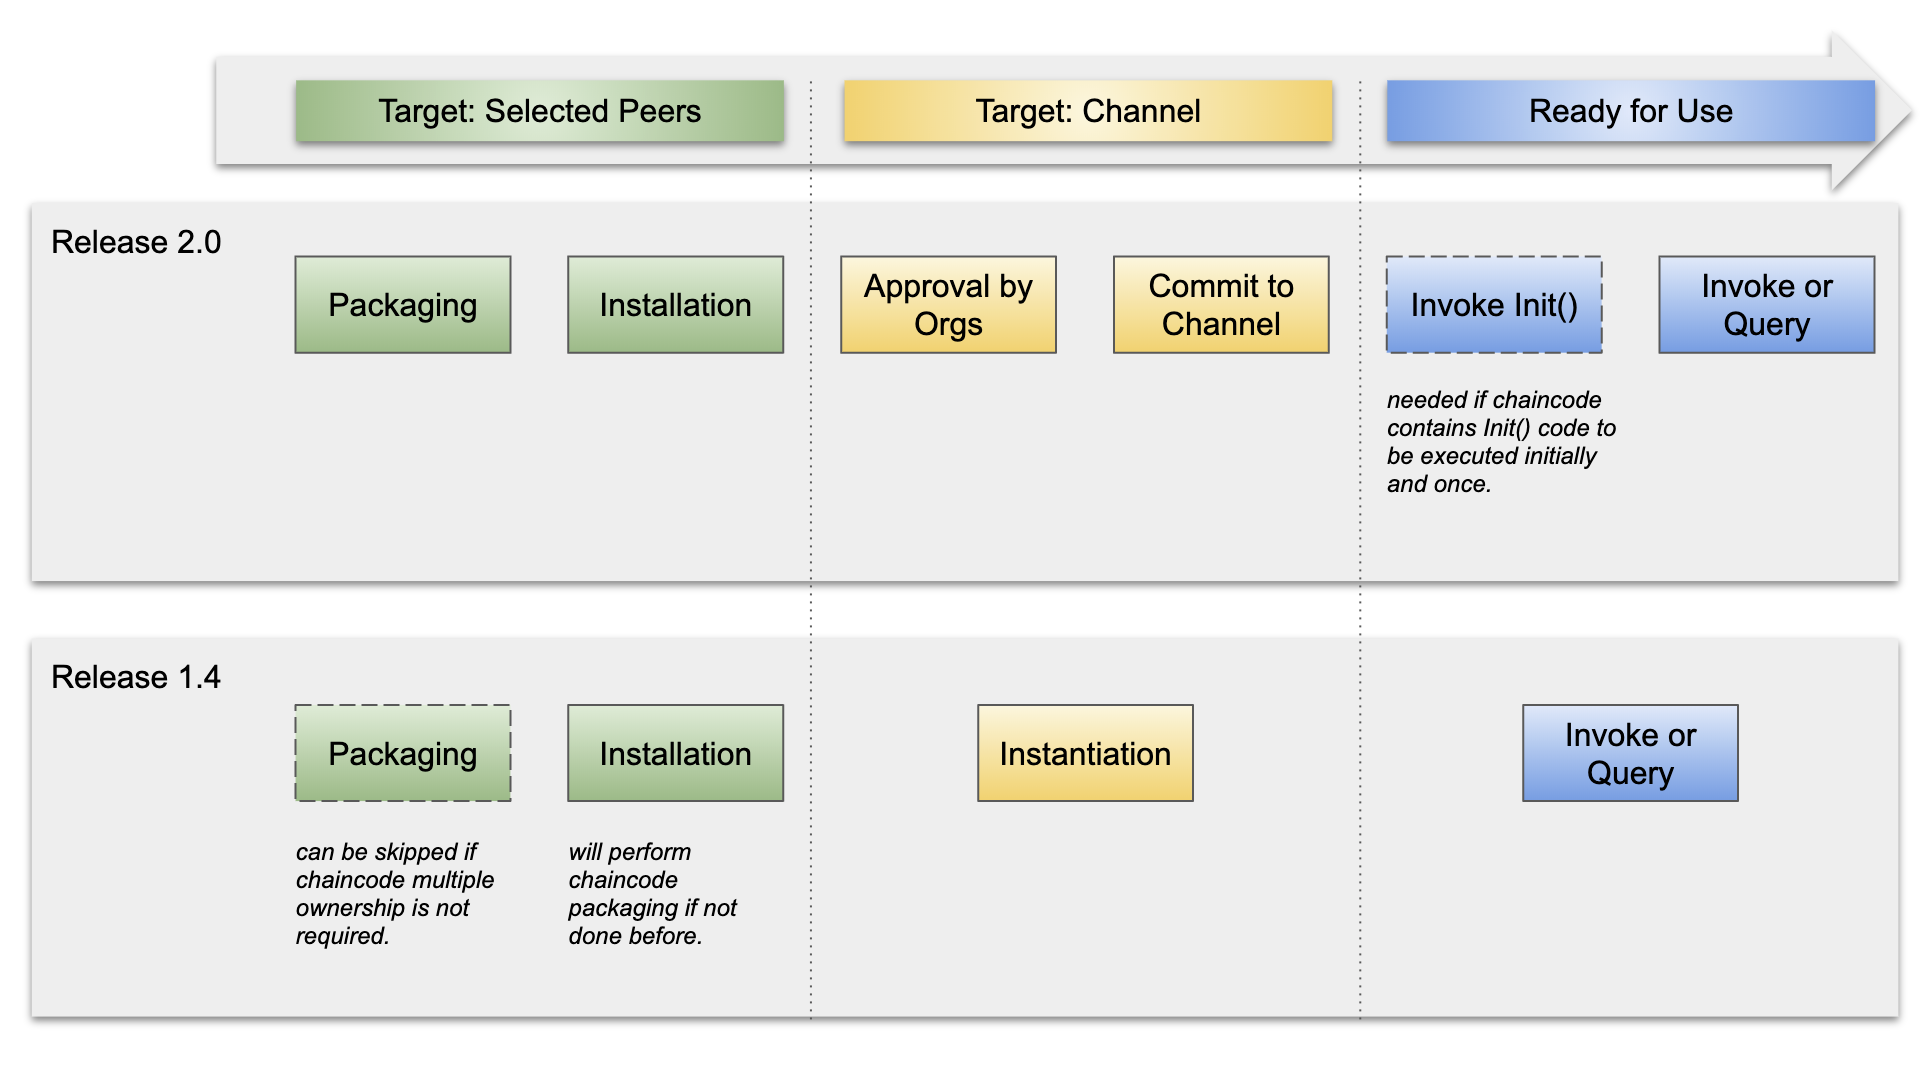 Target: Selected Peers
Target: Channel
Ready for Use
Release 2.0
Packaging
Installation
Approval by
Orgs
Commit to
Channel
Invoke Init()
Invoke or
Query
needed if chaincode
contains Init() code to
be executed initially
and once.
Release 1.4
Packaging
Installation
Instantiation
Invoke or
Query
can be skipped if
chaincode multiple
ownership is not
required.
will perform
chaincode
packaging if not
done before.